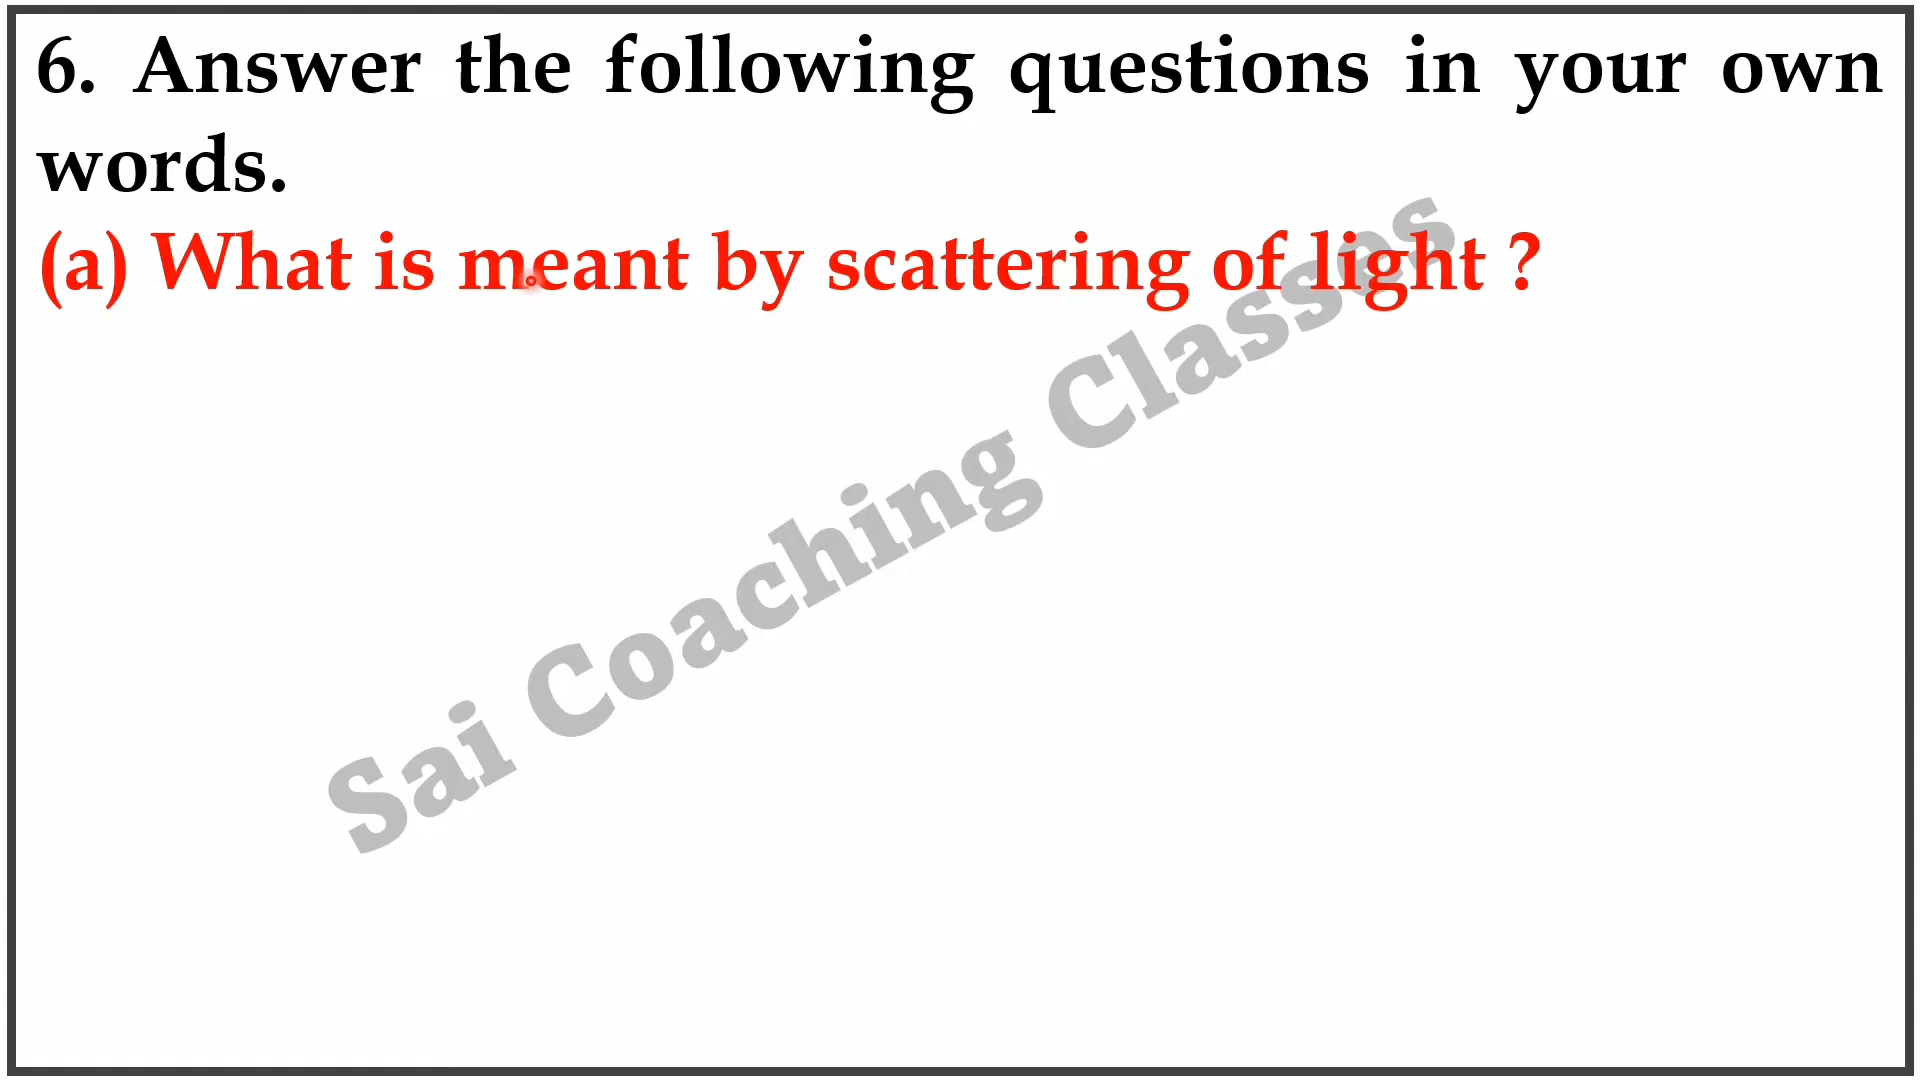 6. Answer the following questions in your own
words.
(a) What is meant by scattering of light ?
Sai Coaching Classes